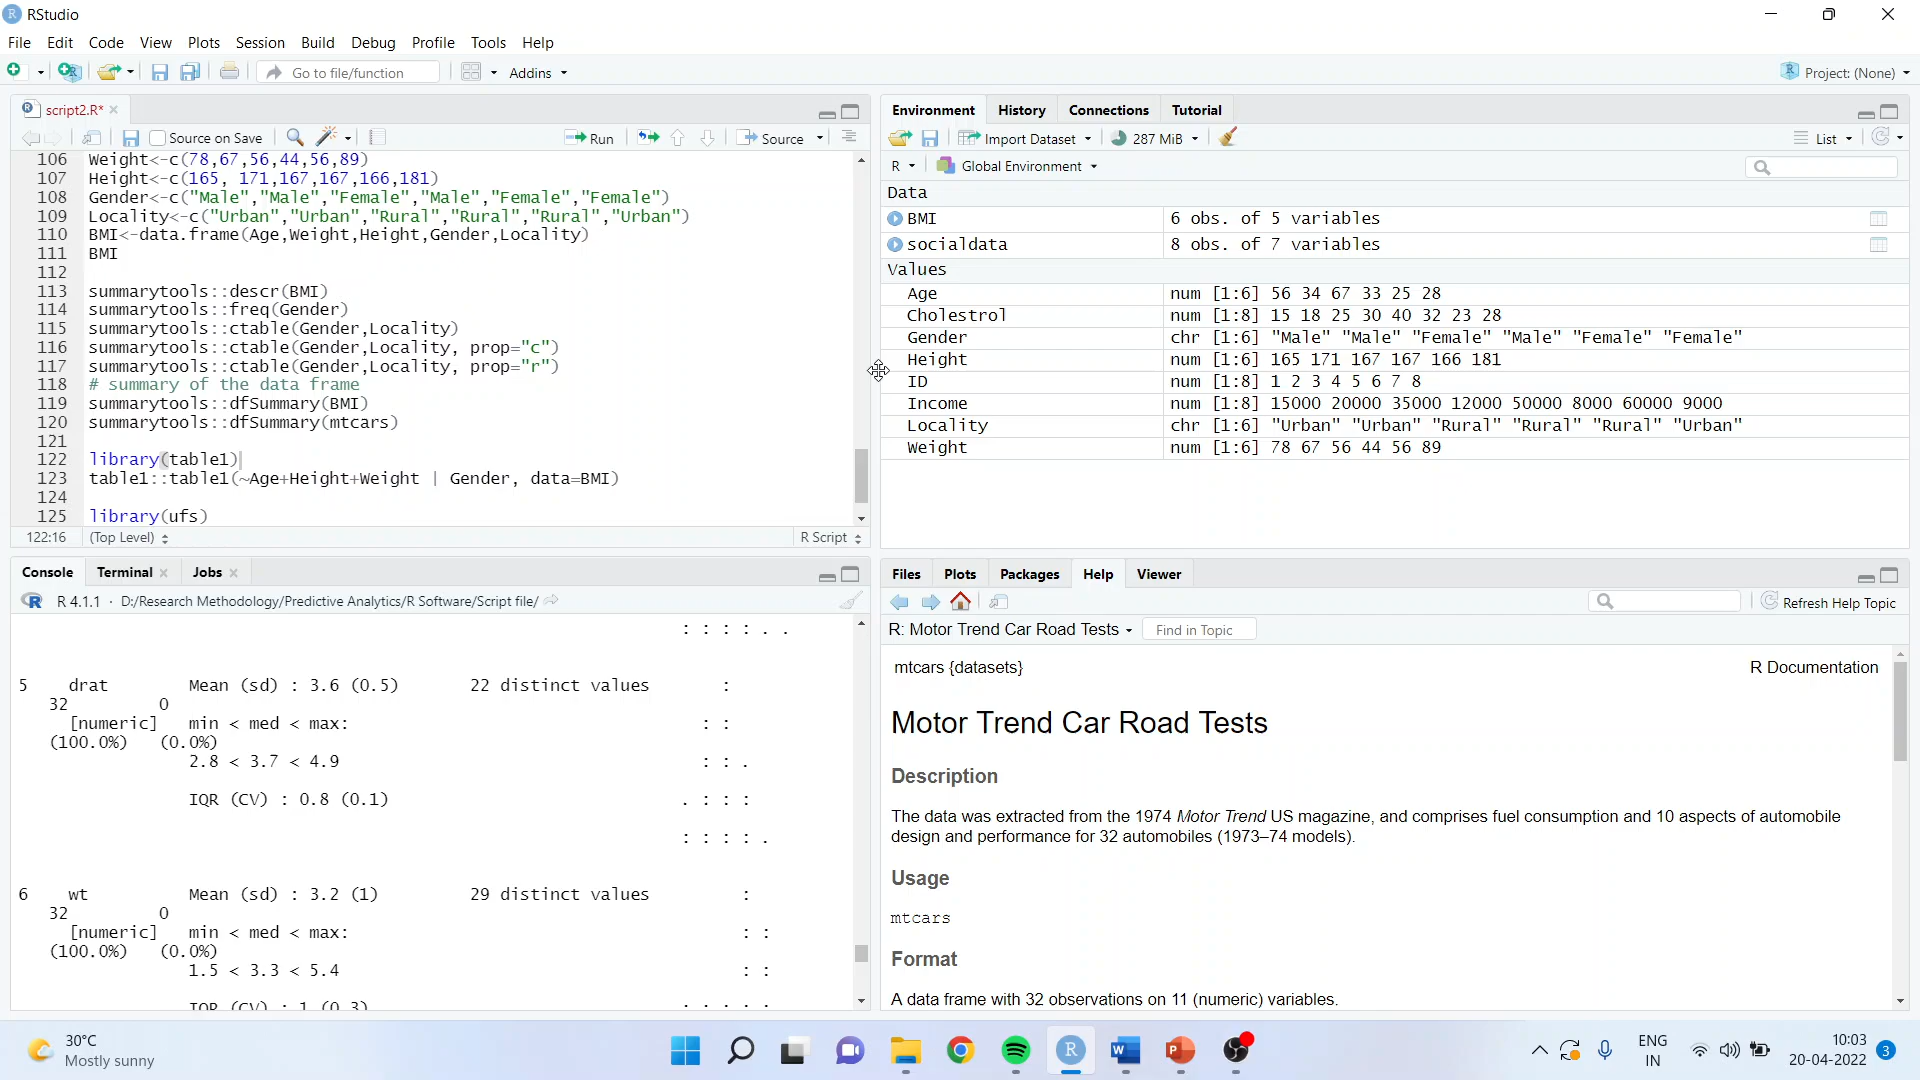 RStudio
File Edit Code View Plots Session Build Debug Profile Tools Help
Go to file/function Addins Project: (None)
script2.R*
Source on Save Run Source
106 Weight<-c(78,67,56,44,56,89)
107 Height<-c(165, 171,167,167,166,181)
108 Gender<-c("Male","Male","Female","Male","Female","Female")
109 Locality<-c("Urban","Urban","Rural","Rural","Rural","Urban")
110 BMI<-data.frame(Age,Weight,Height,Gender,Locality)
111 BMI
112
113 summarytools::descr(BMI)
114 summarytools::freq(Gender)
115 summarytools::ctable(Gender,Locality)
116 summarytools::ctable(Gender,Locality, prop="c")
117 summarytools::ctable(Gender,Locality, prop="r")
118 # summary of the data frame
119 summarytools::dfSummary(BMI)
120 summarytools::dfSummary(mtcars)
121
122 library(table1)
123 table1::table1(~Age+Height+Weight | Gender, data=BMI)
124
125 library(ufs)
122:16 (Top Level) R Script
Console Terminal Jobs
R 4.1.1 · D:/Research Methodology/Predictive Analytics/R Software/Script file/
: : : : . .
5 drat Mean (sd) : 3.6 (0.5) 22 distinct values :
32 0
[numeric] min < med < max: : :
(100.0%) (0.0%)
2.8 < 3.7 < 4.9 : : .
IQR (CV) : 0.8 (0.1) . : : :
: : : : .
6 wt Mean (sd) : 3.2 (1) 29 distinct values :
32 0
[numeric] min < med < max: : :
(100.0%) (0.0%)
1.5 < 3.3 < 5.4 : :
IQR (CV) : 1 (0.3) . . . . .
Environment History Connections Tutorial
Import Dataset 287 MiB List
R Global Environment
Data
BMI 6 obs. of 5 variables
socialdata 8 obs. of 7 variables
Values
Age num [1:6] 56 34 67 33 25 28
Cholestrol num [1:8] 15 18 25 30 40 32 23 28
Gender chr [1:6] "Male" "Male" "Female" "Male" "Female" "Female"
Height num [1:6] 165 171 167 167 166 181
ID num [1:8] 1 2 3 4 5 6 7 8
Income num [1:8] 15000 20000 35000 12000 50000 8000 60000 9000
Locality chr [1:6] "Urban" "Urban" "Rural" "Rural" "Rural" "Urban"
Weight num [1:6] 78 67 56 44 56 89
Files Plots Packages Help Viewer
Refresh Help Topic
R: Motor Trend Car Road Tests Find in Topic
mtcars {datasets} R Documentation
Motor Trend Car Road Tests
Description
The data was extracted from the 1974 Motor Trend US magazine, and comprises fuel consumption and 10 aspects of automobile
design and performance for 32 automobiles (1973–74 models).
Usage
mtcars
Format
A data frame with 32 observations on 11 (numeric) variables.
30°C
Mostly sunny
ENG
IN
10:03
20-04-2022 3